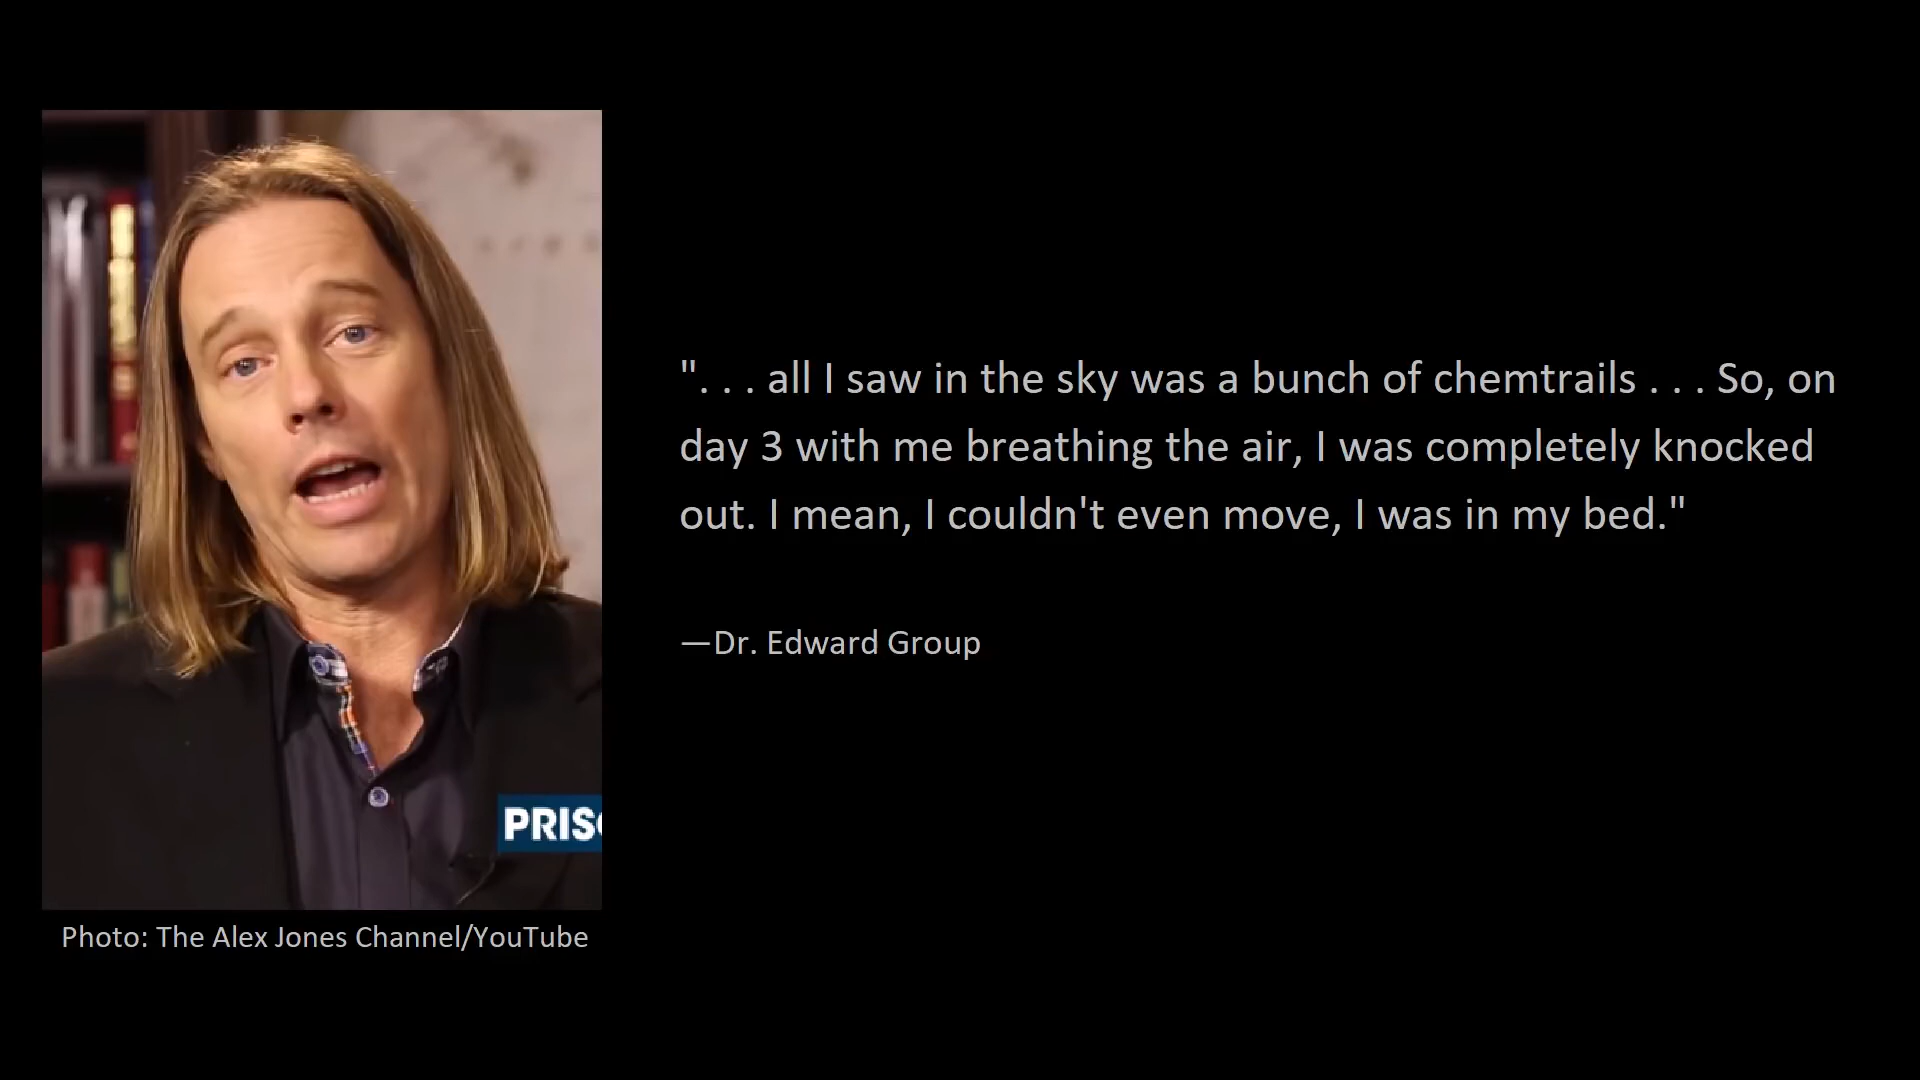 ". . . all I saw in the sky was a bunch of chemtrails . . . So, on
day 3 with me breathing the air, I was completely knocked
out. I mean, I couldn't even move, I was in my bed."
—Dr. Edward Group
PRIS
Photo: The Alex Jones Channel/YouTube